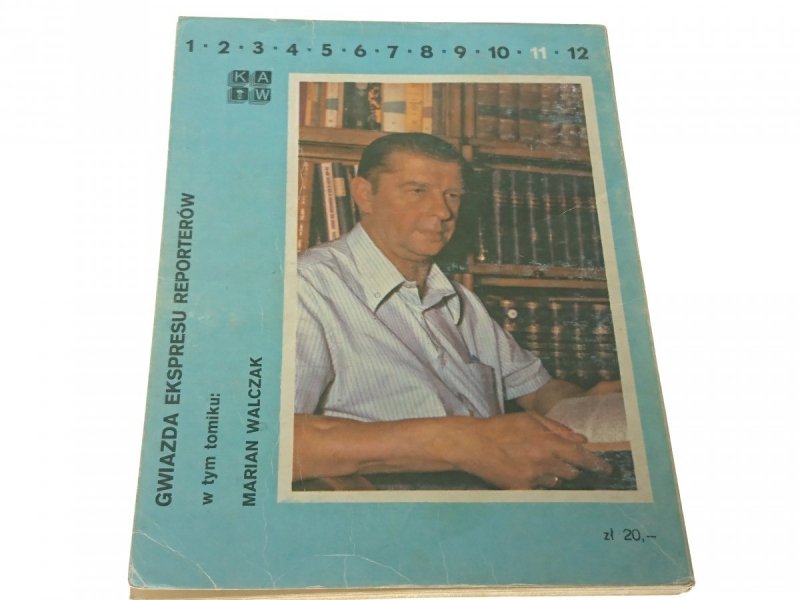 1 · 2 · 3 · 4 · 5 · 6 · 7 · 8 · 9 · 10 · 11 · 12
K A
W
GWIAZDA EKSPRESU REPORTERÓW
w tym tomiku:
MARIAN WALCZAK
zł 20,—